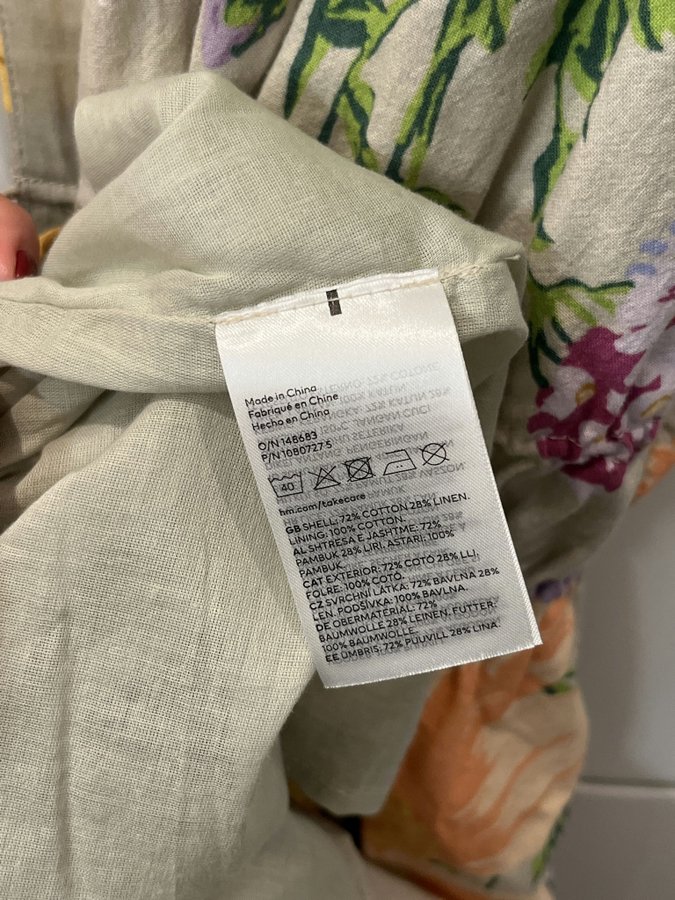 Made in China
Fabriqué en Chine
Hecho en China
O/N 148683
P/N 1080727 5
40
hm.com/takecare
GB SHELL: 72% COTTON 28% LINEN.
LINING: 100% COTTON.
AL SHTRESA E JASHTME: 72%
PAMBUK 28% LIRI. ASTARI: 100%
PAMBUK.
CAT EXTERIOR: 72% COTÓ 28% LLI.
FOLRE: 100% COTÓ.
CZ SVRCHNÍ LÁTKA: 72% BAVLNA 28%
LEN. PODŠÍVKA: 100% BAVLNA.
DE OBERMATERIAL: 72%
BAUMWOLLE 28% LEINEN. FUTTER:
100% BAUMWOLLE.
EE ÜMBRIS: 72% PUUVILL 28% LINA.